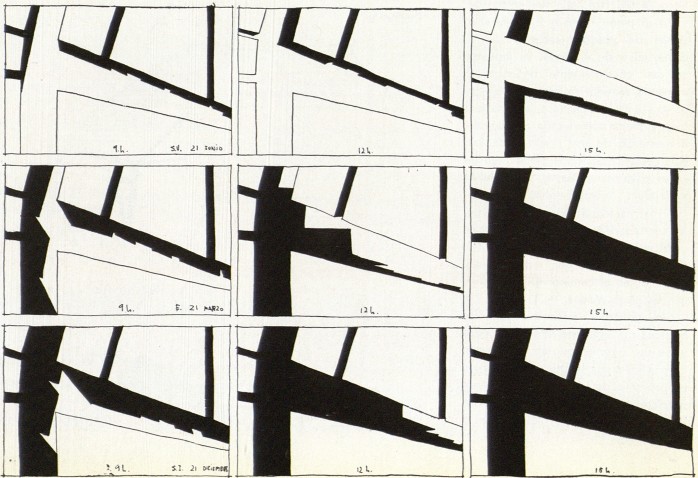 9 h. S.V. 21 JUNIO
12 h.
15 h.
9 h. E. 21 MARZO
12 h.
15 h
9 h. S.I. 21 DICIEMBRE
12 h.
15 h.